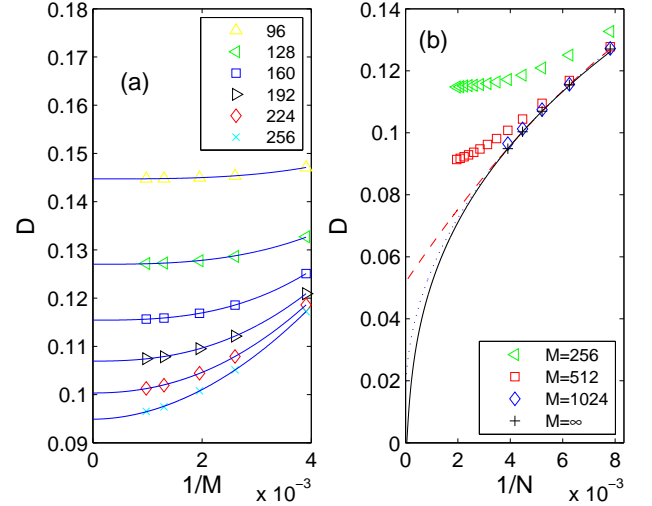 (a)
96
128
160
192
224
256
0.18
0.17
0.16
0.15
0.14
0.13
0.12
0.11
0.1
0.09
D
0
2
4
1/M
x 10⁻³
(b)
0.14
0.12
0.1
0.08
0.06
0.04
0.02
0
D
M=256
M=512
M=1024
M=∞
0
2
4
6
8
1/N
x 10⁻³